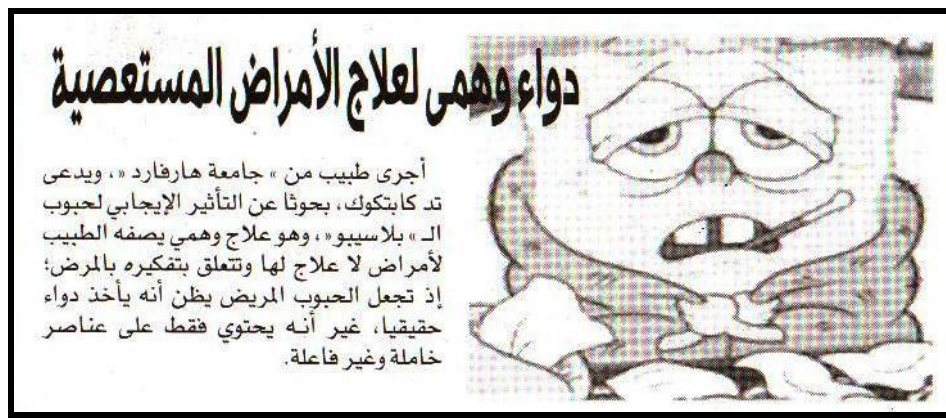 دواء وهمى لعلاج الأمراض المستعصية
أجرى طبيب من » جامعة هارفارد «، ويدعى
تد كابتكوك، بحوثا عن التأثير الإيجابي لحبوب
الـ » بلاسيبو«، وهو علاج وهمي يصفه الطبيب
لأمراض لا علاج لها وتتعلق بتفكيره بالمرض؛
إذ تجعل الحبوب المريض يظن أنه يأخذ دواء
حقيقيا، غير أنه يحتوي فقط على عناصر
خاملة وغير فاعلة.